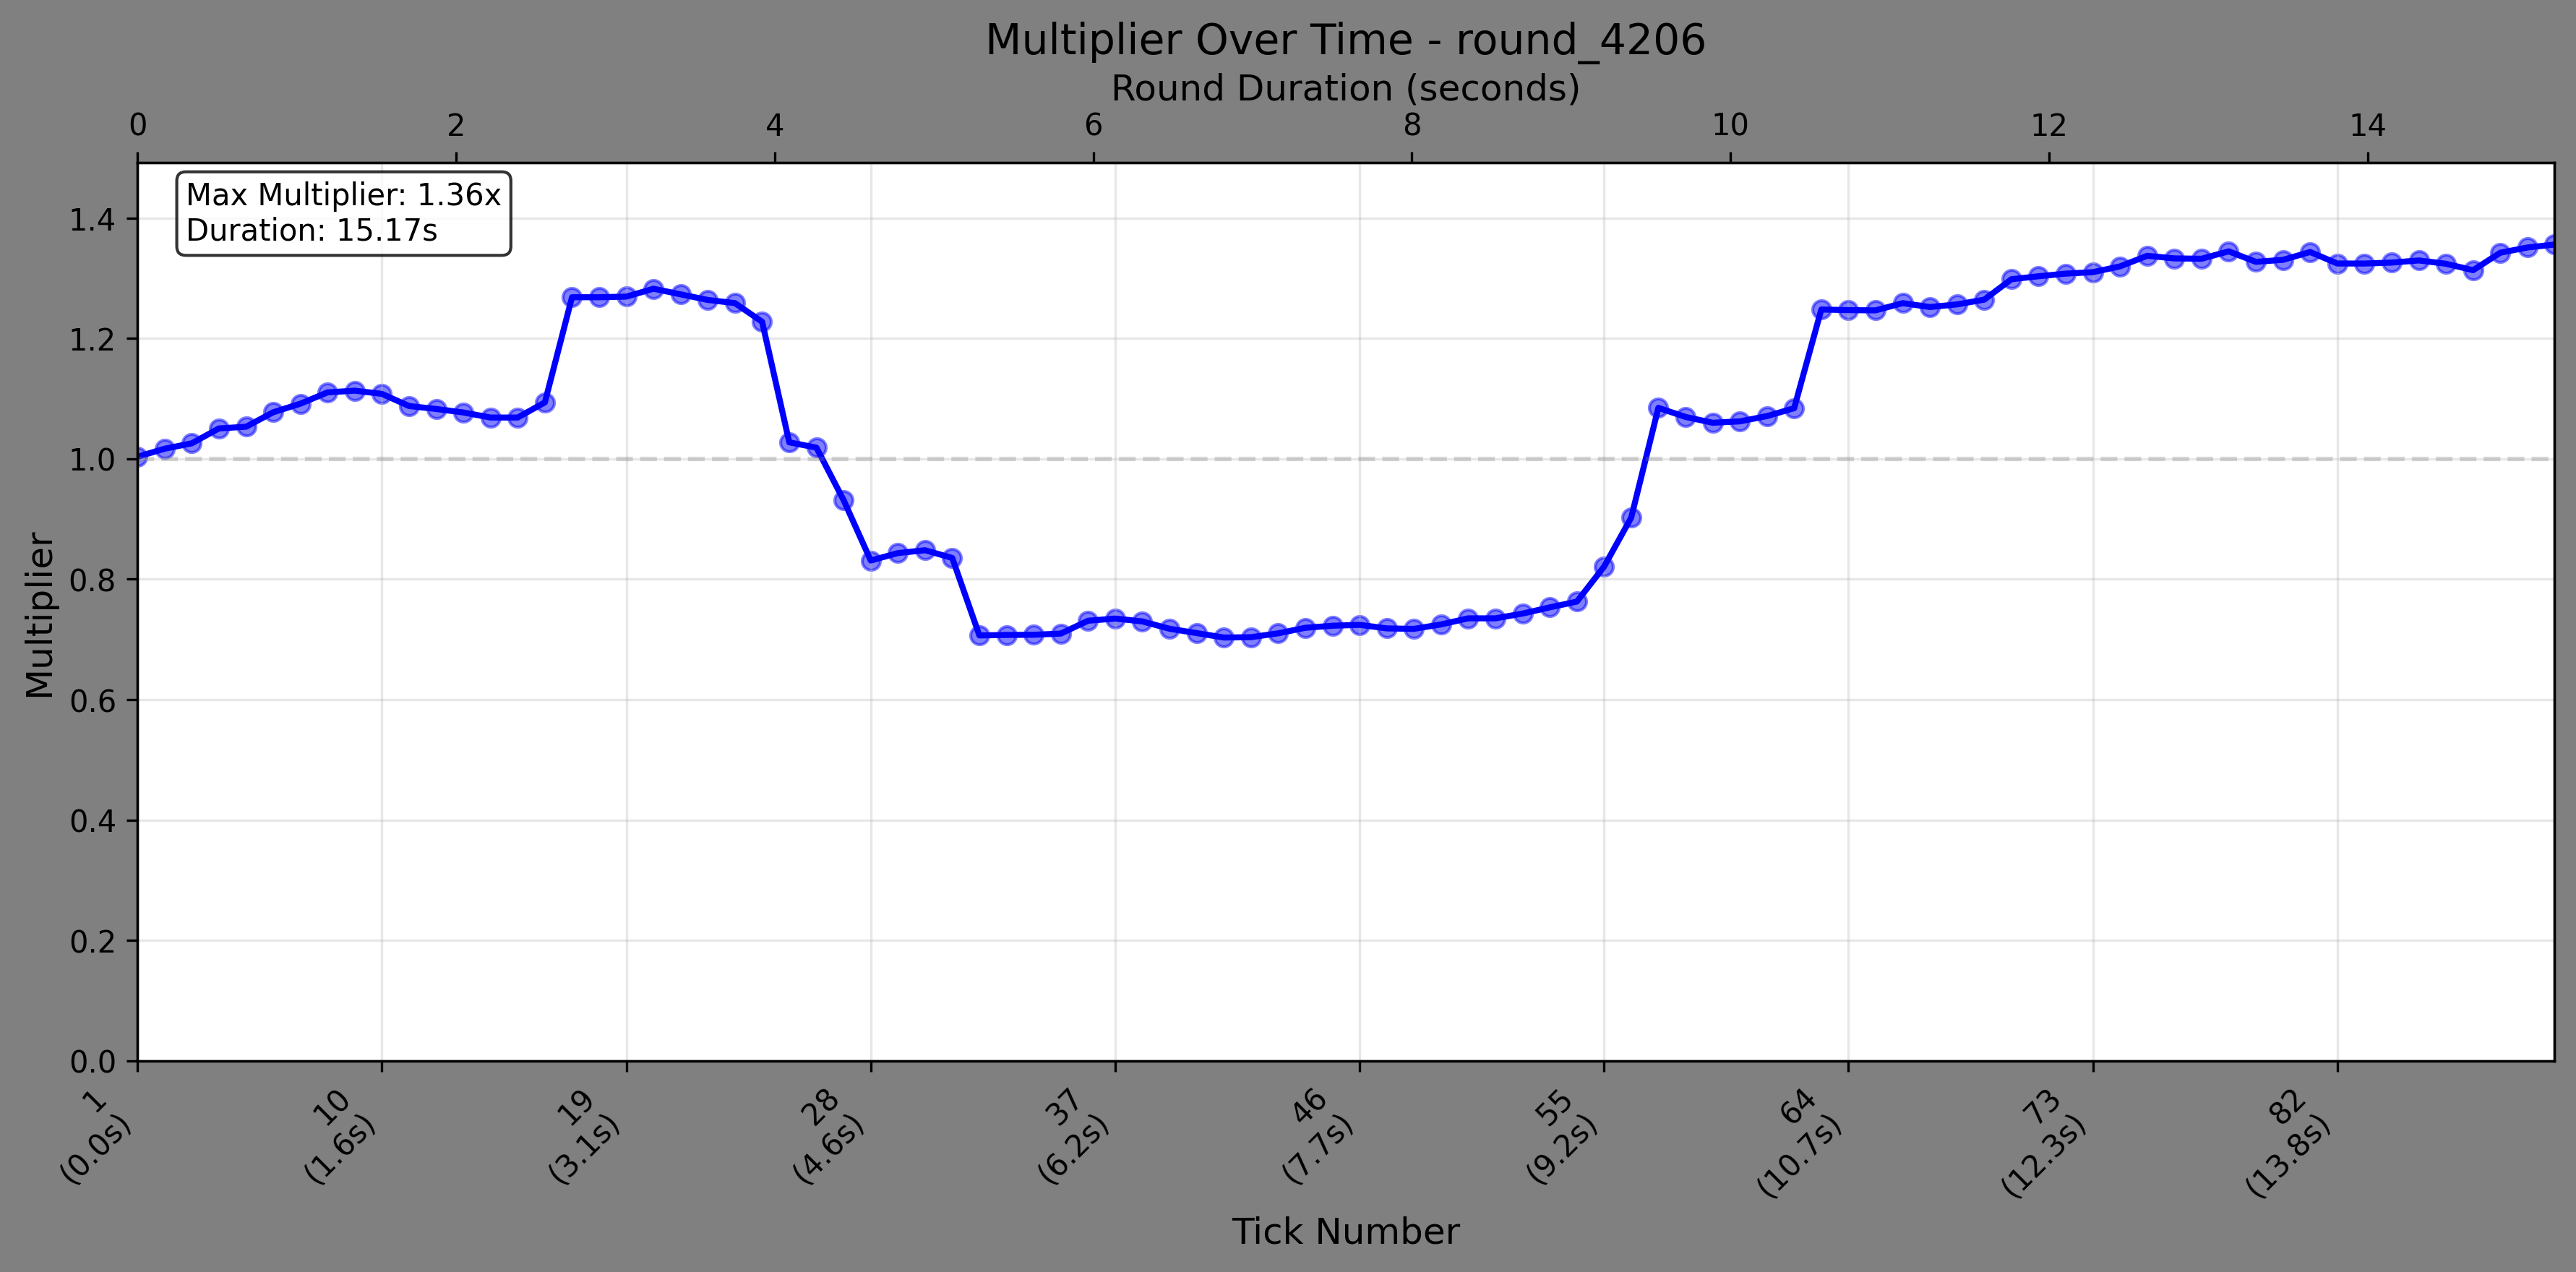 Multiplier Over Time - round_4206
Round Duration (seconds)
0 2 4 6 8 10 12 14
Max Multiplier: 1.36x
Duration: 15.17s
Multiplier
1.4
1.2
1.0
0.8
0.6
0.4
0.2
0.0
1
(0.0s)
10
(1.6s)
19
(3.1s)
28
(4.6s)
37
(6.2s)
46
(7.7s)
55
(9.2s)
64
(10.7s)
73
(12.3s)
82
(13.8s)
Tick Number